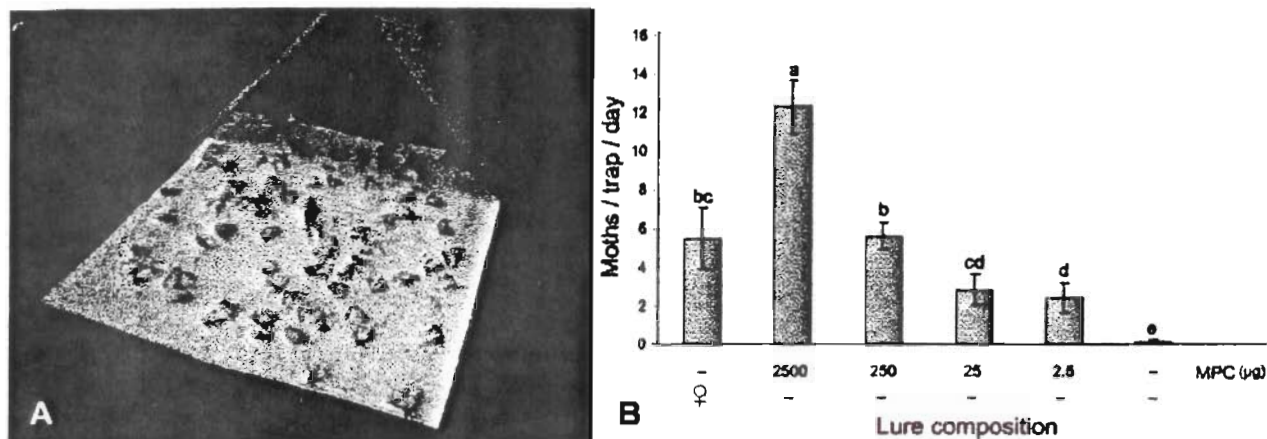 A
B
Moths / trap / day
16
14
12
10
8
6
4
2
0
bc
a
b
cd
d
e
– 2500 250 25 2.5 – MPC (µg)
♀ – – – – –
Lure composition